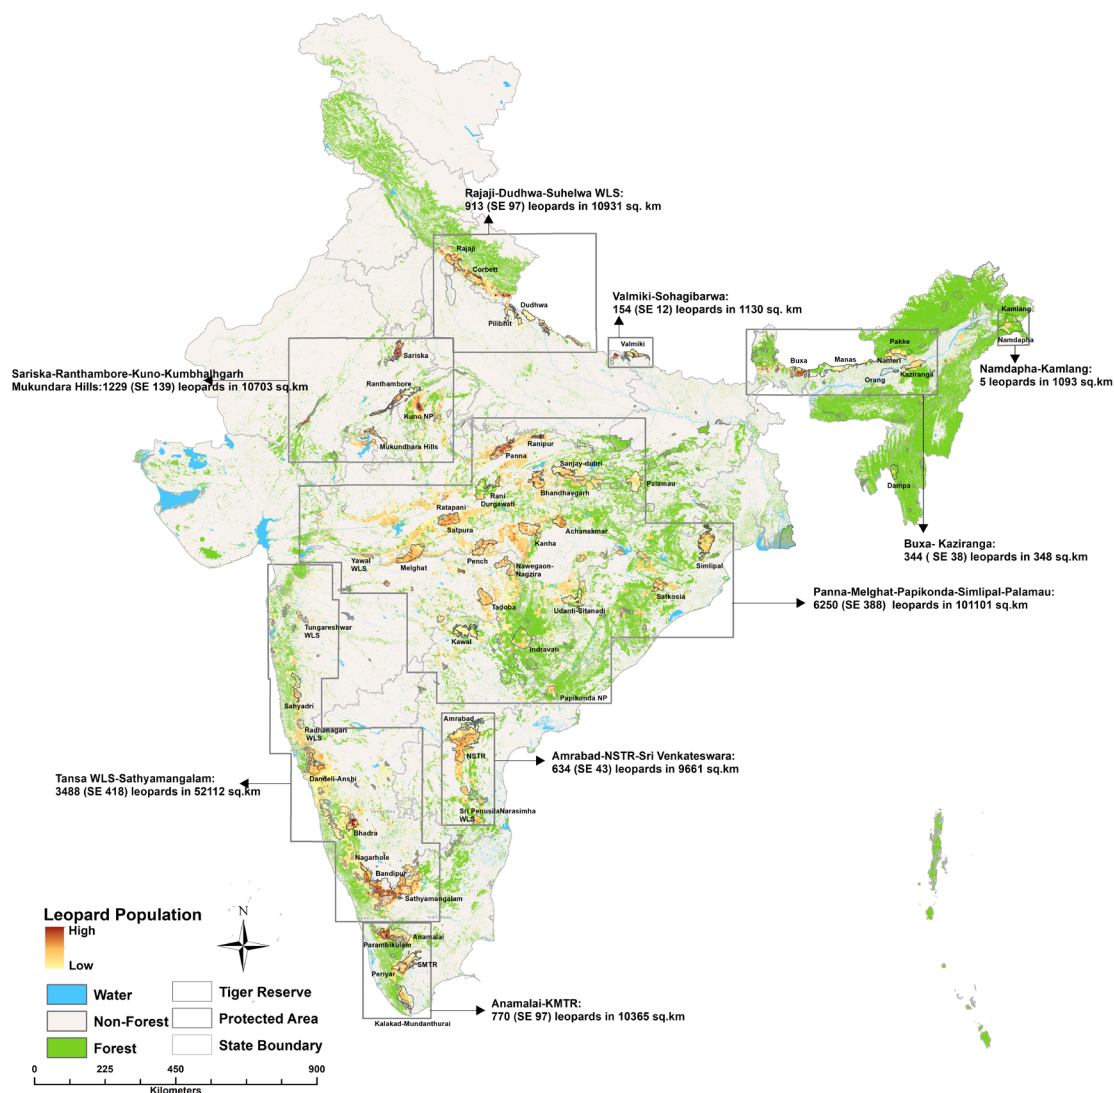 Rajaji-Dudhwa-Suhelwa WLS:
913 (SE 97) leopards in 10931 sq. km
Rajaji
Corbett
Dudhwa
Pilibhit
Valmiki-Sohagibarwa:
154 (SE 12) leopards in 1130 sq. km
Valmiki
Kamlang
Namdapha
Pakke
Buxa
Manas
Nameri
Orang
Kaziranga
Namdapha-Kamlang:
5 leopards in 1093 sq.km
Sariska
Sariska-Ranthambore-Kuno-Kumbhalhgarh
Mukundara Hills:1229 (SE 139) leopards in 10703 sq.km
Ranthambore
Kuno NP
Mukundhara Hills
Ranipur
Panna
Sanjay-dubri
Bhandhavgarh
Palamau
Rani
Durgawati
Dampa
Ratapani
Satpura
Achanakmar
Kanha
Simlipal
Buxa- Kaziranga:
344 ( SE 38) leopards in 348 sq.km
Yawal
WLS
Melghat
Pench
Nawegaon-
Nagzira
Satkosia
Panna-Melghat-Papikonda-Simlipal-Palamau:
6250 (SE 388) leopards in 101101 sq.km
Tadoba
Udanti-Sitanadi
Tungareshwar
WLS
Kawal
Indravati
Papikonda NP
Sahyadri
Amrabad
Radhanagari
WLS
NSTR
Amrabad-NSTR-Sri Venkateswara:
634 (SE 43) leopards in 9661 sq.km
Tansa WLS-Sathyamangalam:
3488 (SE 418) leopards in 52112 sq.km
Dandeli-Anshi
Sri PenusilaNarasimha
WLS
Bhadra
Nagarhole
Bandipur
Sathyamangalam
Parambikulam
Anamalai
Periyar
SMTR
Kalakad-Mundanthurai
Anamalai-KMTR:
770 (SE 97) leopards in 10365 sq.km
Leopard Population
High
Low
N
Water
Non-Forest
Forest
Tiger Reserve
Protected Area
State Boundary
0 225 450 900
Kilometers